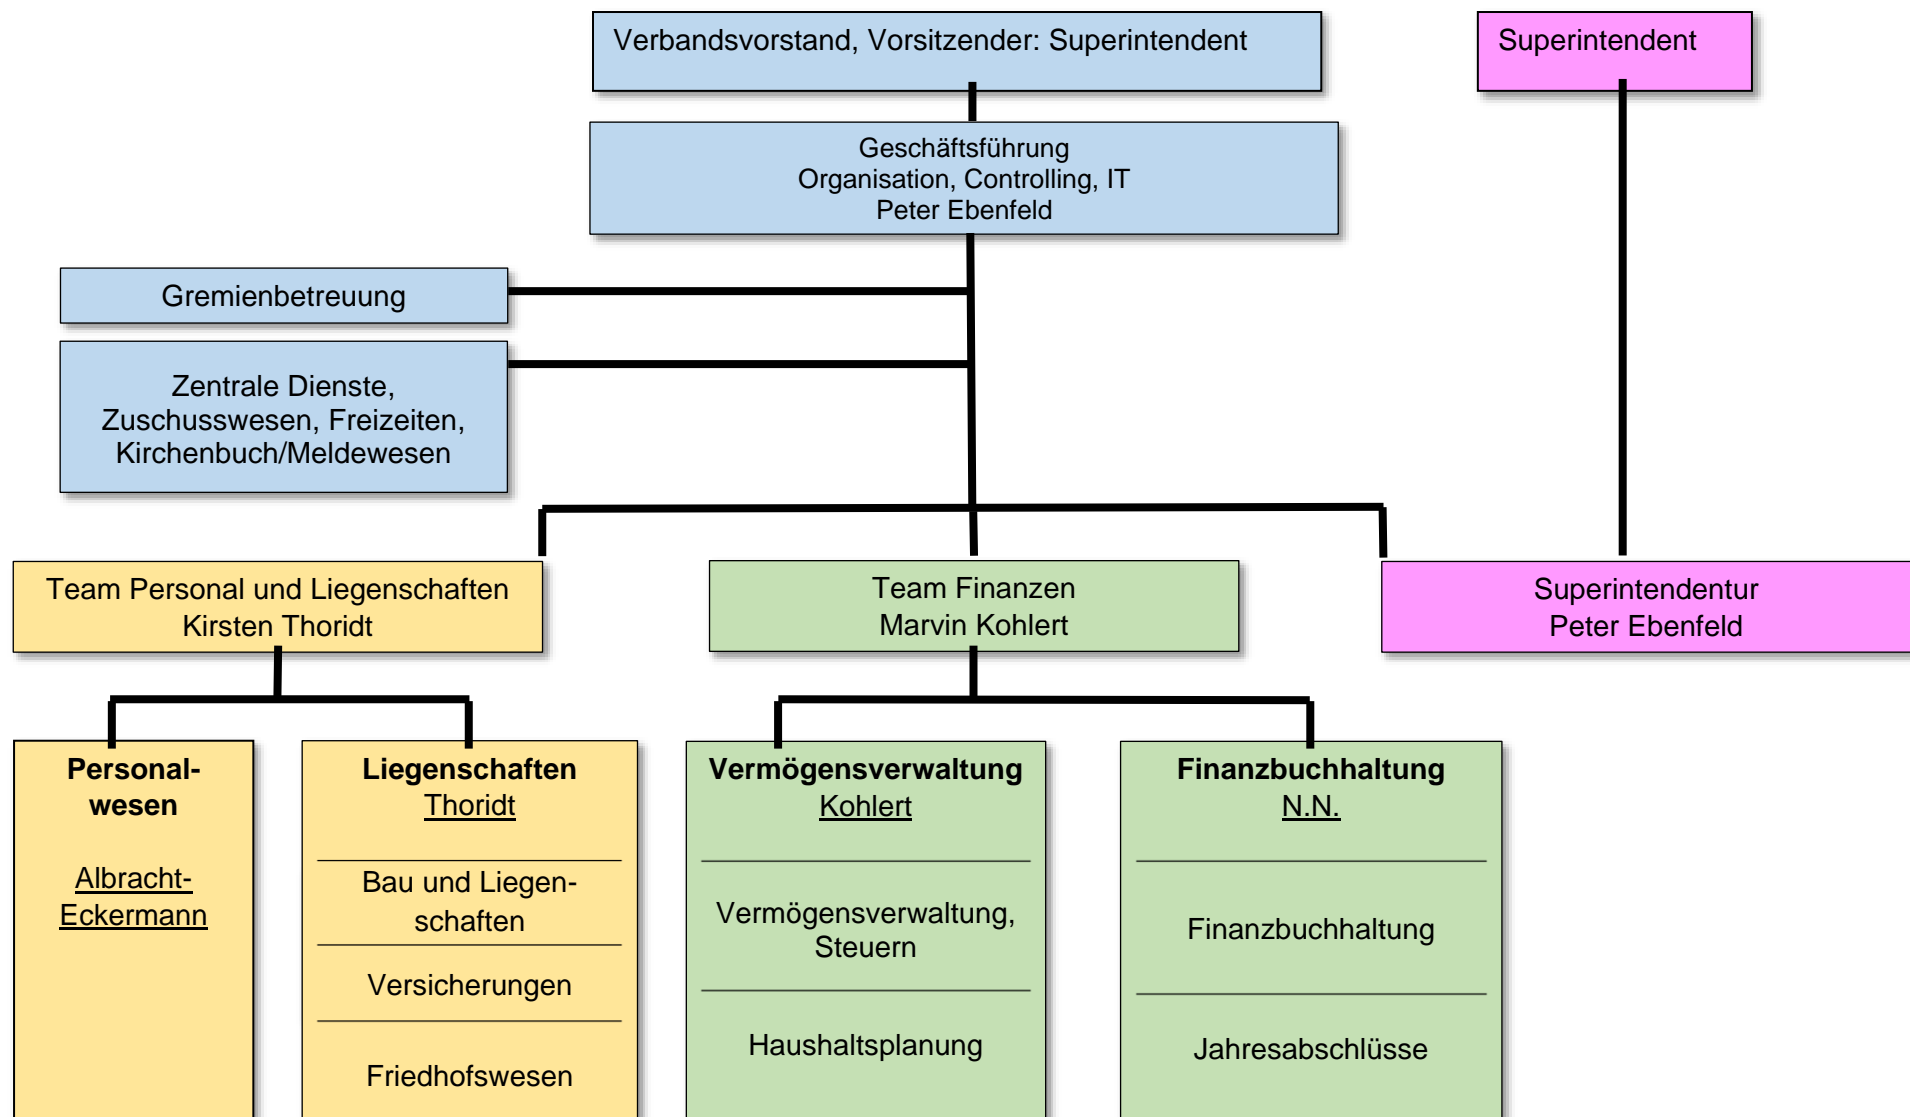 Verbandsvorstand, Vorsitzender: Superintendent
Superintendent
Geschäftsführung
Organisation, Controlling, IT
Peter Ebenfeld
Gremienbetreuung
Zentrale Dienste,
Zuschusswesen, Freizeiten,
Kirchenbuch/Meldewesen
Team Personal und Liegenschaften
Kirsten Thoridt
Team Finanzen
Marvin Kohlert
Superintendentur
Peter Ebenfeld
Personal-
wesen
Albracht-
Eckermann
Liegenschaften
Thoridt
Bau und Liegen-
schaften
Versicherungen
Friedhofswesen
Vermögensverwaltung
Kohlert
Vermögensverwaltung,
Steuern
Haushaltsplanung
Finanzbuchhaltung
N.N.
Finanzbuchhaltung
Jahresabschlüsse